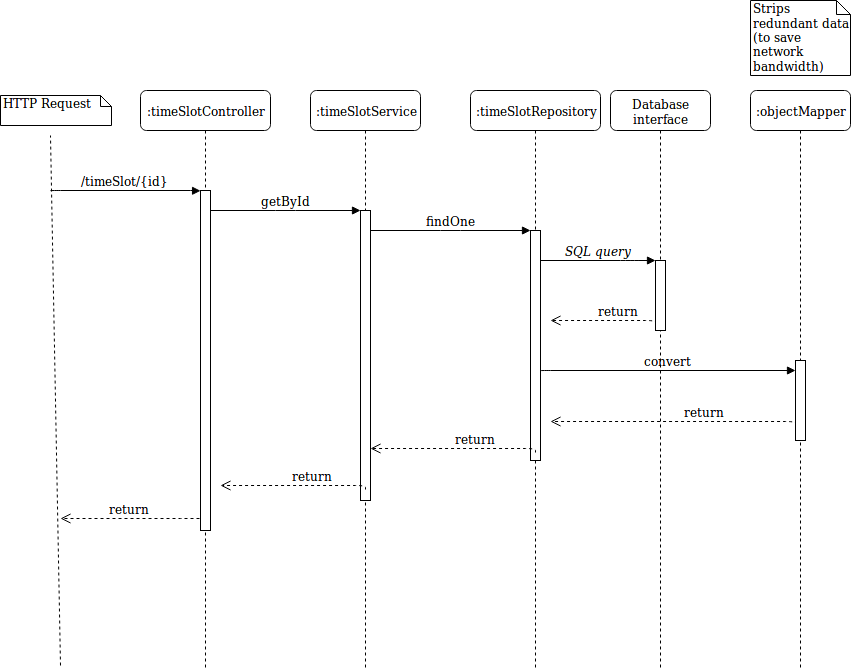 Strips
redundant data
(to save
network
bandwidth)
HTTP Request
:timeSlotController
:timeSlotService
:timeSlotRepository
Database
interface
:objectMapper
/timeSlot/{id}
getById
findOne
SQL query
return
convert
return
return
return
return